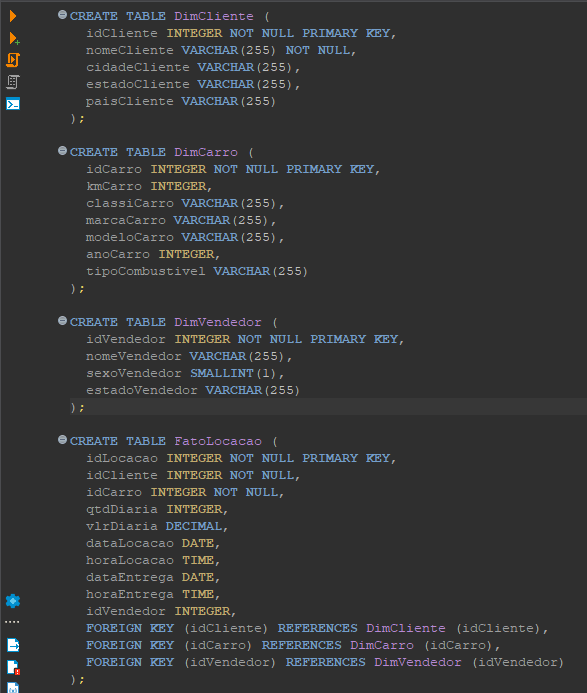 CREATE TABLE DimCliente (
idCliente INTEGER NOT NULL PRIMARY KEY,
nomeCliente VARCHAR(255) NOT NULL,
cidadeCliente VARCHAR(255),
estadoCliente VARCHAR(255),
paisCliente VARCHAR(255)
);
CREATE TABLE DimCarro (
idCarro INTEGER NOT NULL PRIMARY KEY,
kmCarro INTEGER,
classiCarro VARCHAR(255),
marcaCarro VARCHAR(255),
modeloCarro VARCHAR(255),
anoCarro INTEGER,
tipoCombustivel VARCHAR(255)
);
CREATE TABLE DimVendedor (
idVendedor INTEGER NOT NULL PRIMARY KEY,
nomeVendedor VARCHAR(255),
sexoVendedor SMALLINT(1),
estadoVendedor VARCHAR(255)
);
CREATE TABLE FatoLocacao (
idLocacao INTEGER NOT NULL PRIMARY KEY,
idCliente INTEGER NOT NULL,
idCarro INTEGER NOT NULL,
qtdDiaria INTEGER,
vlrDiaria DECIMAL,
dataLocacao DATE,
horaLocacao TIME,
dataEntrega DATE,
horaEntrega TIME,
idVendedor INTEGER,
FOREIGN KEY (idCliente) REFERENCES DimCliente (idCliente),
FOREIGN KEY (idCarro) REFERENCES DimCarro (idCarro),
FOREIGN KEY (idVendedor) REFERENCES DimVendedor (idVendedor)
);